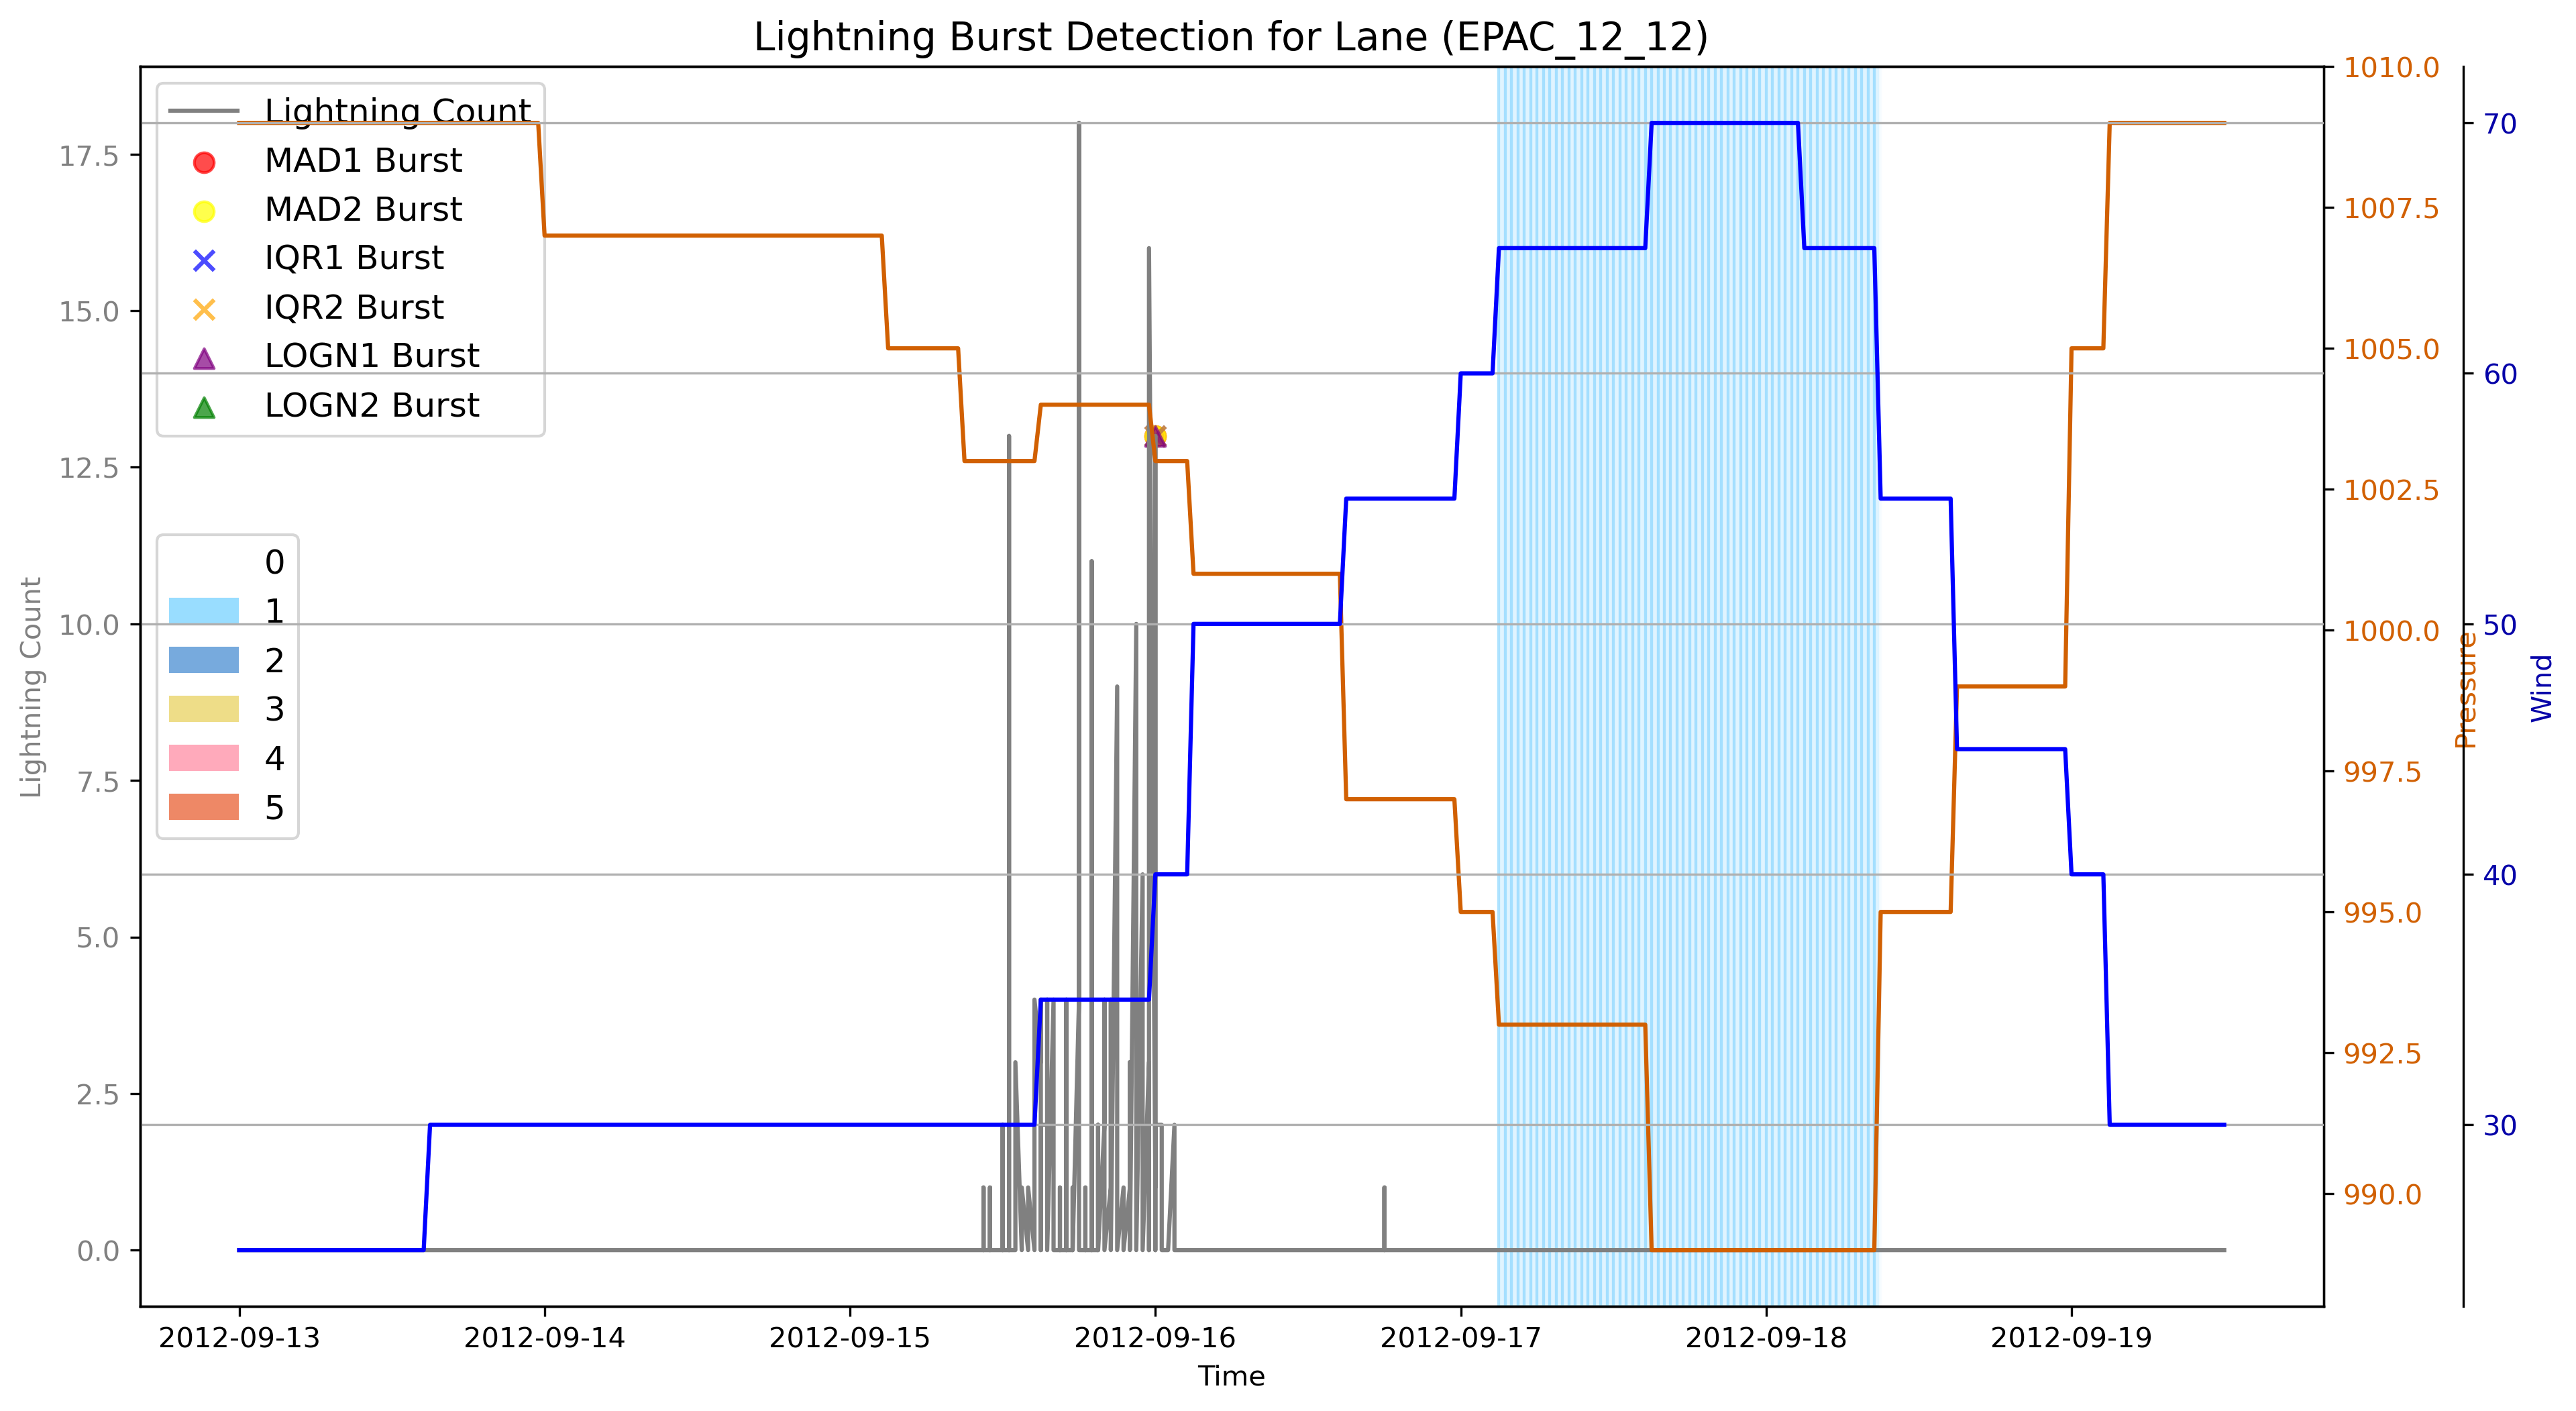 Lightning Burst Detection for Lane (EPAC_12_12)
Lightning Count
MAD1 Burst
MAD2 Burst
IQR1 Burst
IQR2 Burst
LOGN1 Burst
LOGN2 Burst
0
1
2
3
4
5
17.5
15.0
12.5
10.0
7.5
5.0
2.5
0.0
Lightning Count
1010.0
1007.5
1005.0
1002.5
1000.0
997.5
995.0
992.5
990.0
Pressure
70
60
50
40
30
Wind
2012-09-13
2012-09-14
2012-09-15
2012-09-16
2012-09-17
2012-09-18
2012-09-19
Time